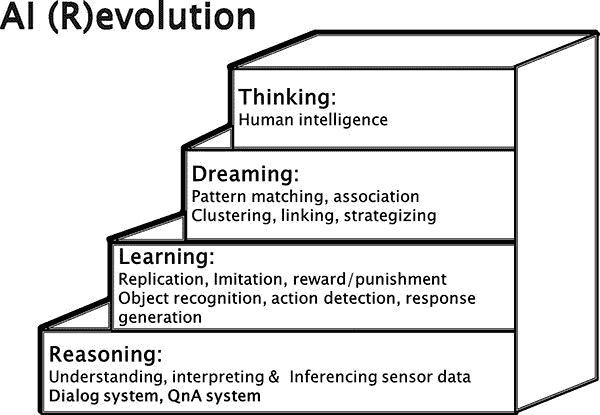 AI (R)evolution
Thinking:
Human intelligence
Dreaming:
Pattern matching, association
Clustering, linking, strategizing
Learning:
Replication, Imitation, reward/punishment
Object recognition, action detection, response
generation
Reasoning:
Understanding, interpreting & Inferencing sensor data
Dialog system, QnA system